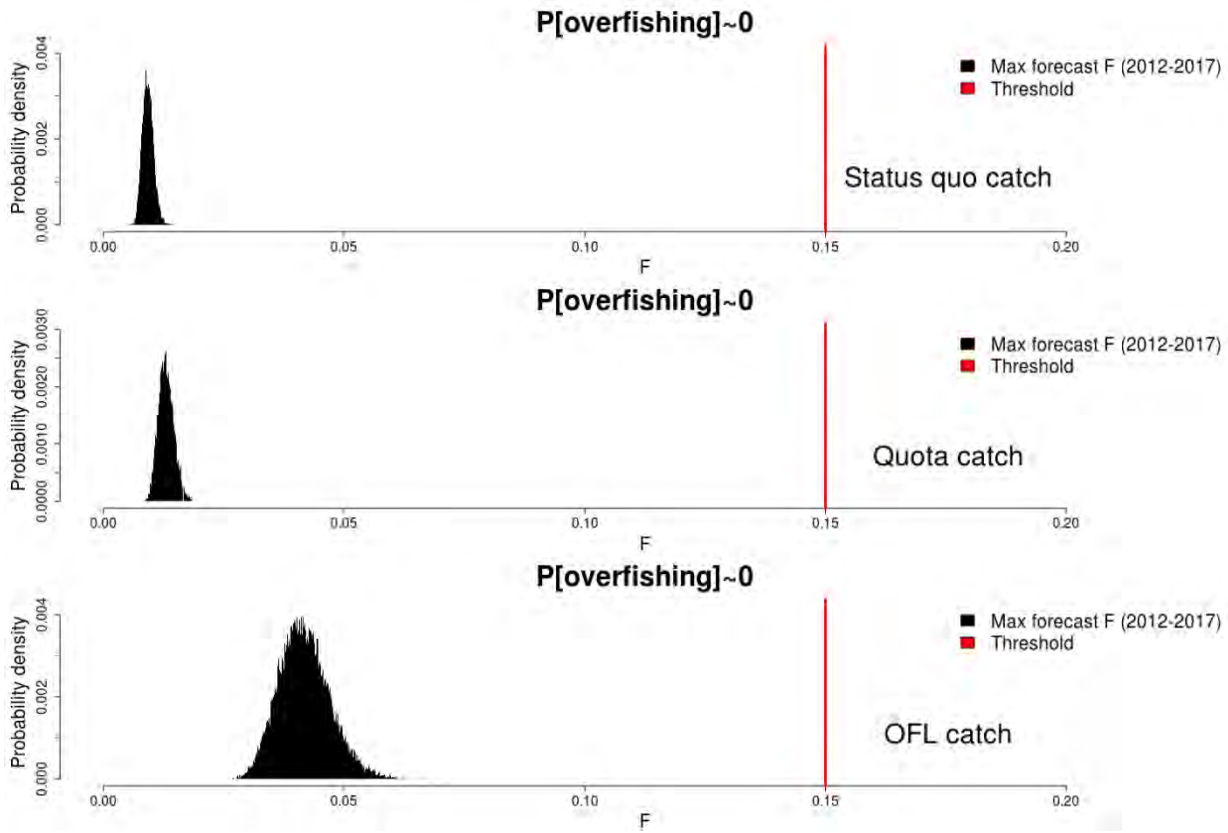 P[overfishing]~0
Probability density
0.000 0.002 0.004
Max forecast F (2012-2017)
Threshold
Status quo catch
0.00 0.05 0.10 0.15 0.20
F
P[overfishing]~0
Probability density
0.0000 0.0010 0.0020 0.0030
Max forecast F (2012-2017)
Threshold
Quota catch
0.00 0.05 0.10 0.15 0.20
F
P[overfishing]~0
Probability density
0.000 0.002 0.004
Max forecast F (2012-2017)
Threshold
OFL catch
0.00 0.05 0.10 0.15 0.20
F